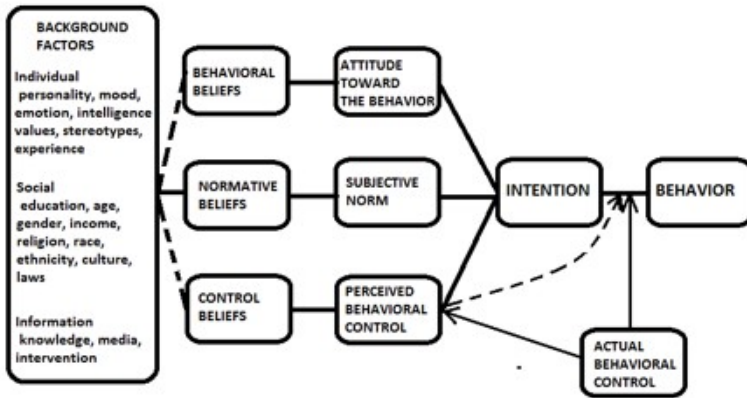 BACKGROUND
FACTORS
Individual
personality, mood,
emotion, intelligence
values, stereotypes,
experience
Social
education, age,
gender, income,
religion, race,
ethnicity, culture,
laws
Information
knowledge, media,
intervention
BEHAVIORAL
BELIEFS
ATTITUDE
TOWARD
THE BEHAVIOR
NORMATIVE
BELIEFS
SUBJECTIVE
NORM
INTENTION
BEHAVIOR
CONTROL
BELIEFS
PERCEIVED
BEHAVIORAL
CONTROL
ACTUAL
BEHAVIORAL
CONTROL